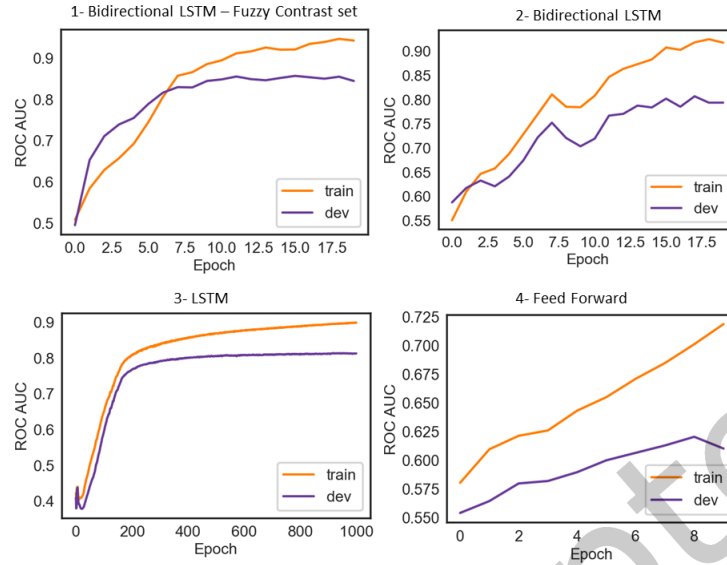 1- Bidirectional LSTM – Fuzzy Contrast set
ROC AUC
0.9
0.8
0.7
0.6
0.5
train
dev
0.0 2.5 5.0 7.5 10.0 12.5 15.0 17.5
Epoch
2- Bidirectional LSTM
ROC AUC
0.90
0.85
0.80
0.75
0.70
0.65
0.60
0.55
train
dev
0.0 2.5 5.0 7.5 10.0 12.5 15.0 17.5
Epoch
3- LSTM
ROC AUC
0.9
0.8
0.7
0.6
0.5
0.4
train
dev
0 200 400 600 800 1000
Epoch
4- Feed Forward
ROC AUC
0.725
0.700
0.675
0.650
0.625
0.600
0.575
0.550
train
dev
0 2 4 6 8
Epoch